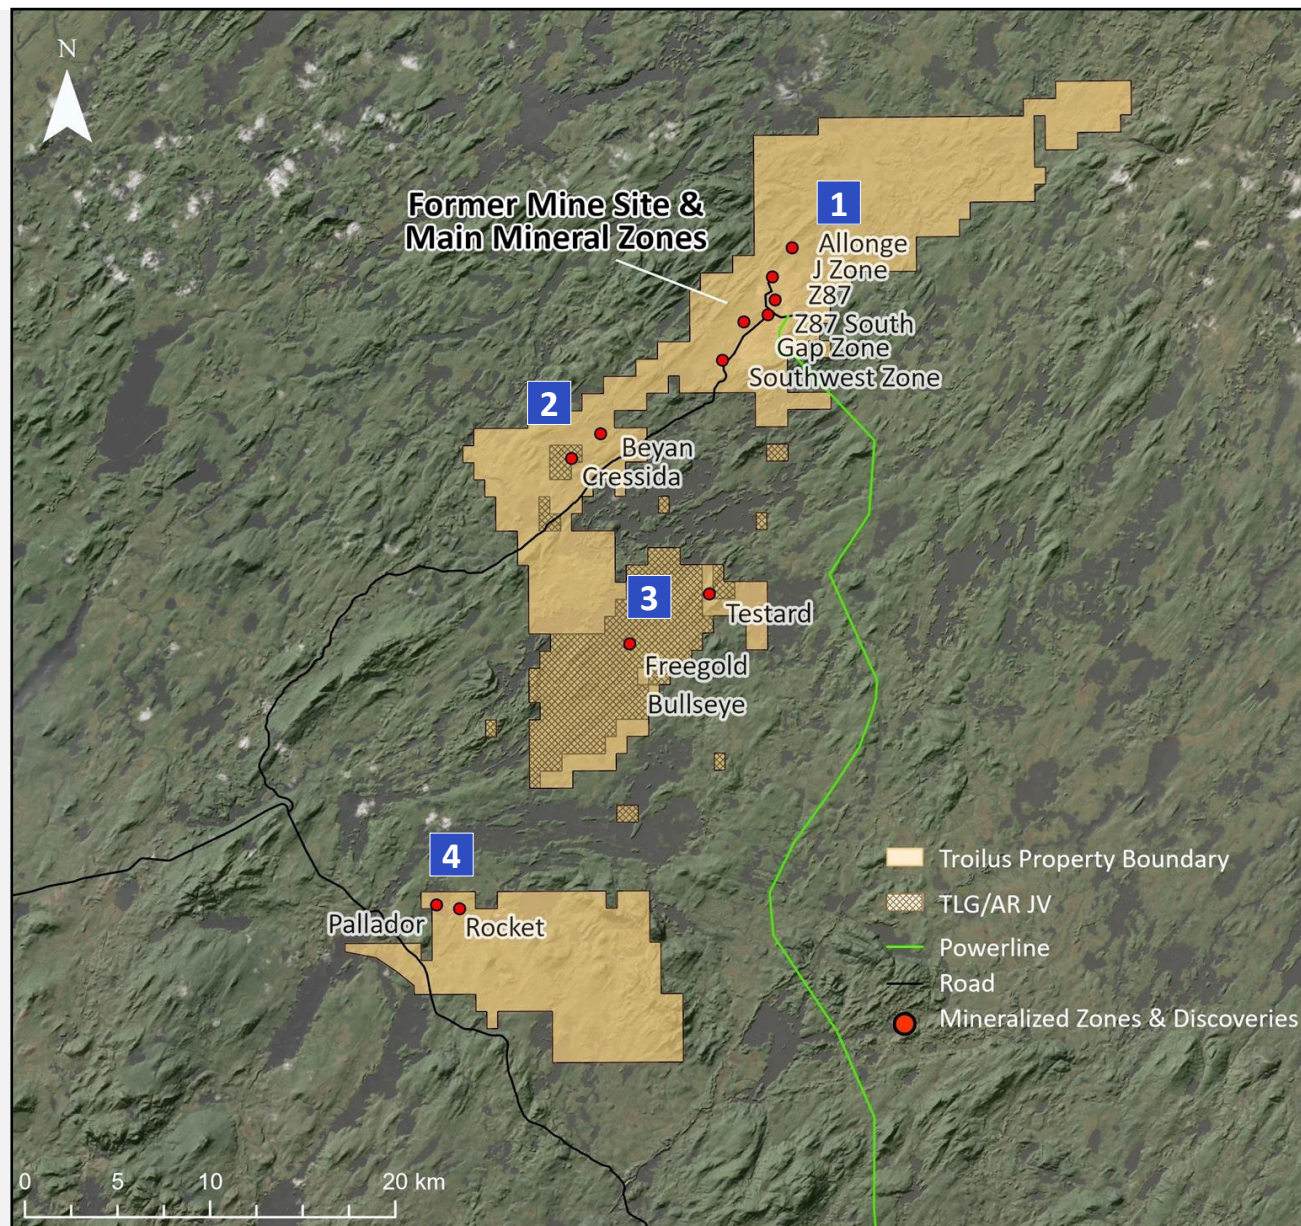 N
1
Former Mine Site &
Main Mineral Zones
Allonge
J Zone
Z87
Z87 South
Gap Zone
Southwest Zone
2
Beyan
Cressida
3
Testard
Freegold
Bullseye
4
Pallador
Rocket
Troilus Property Boundary
TLG/AR JV
Powerline
Road
Mineralized Zones & Discoveries
0 5 10 20 km